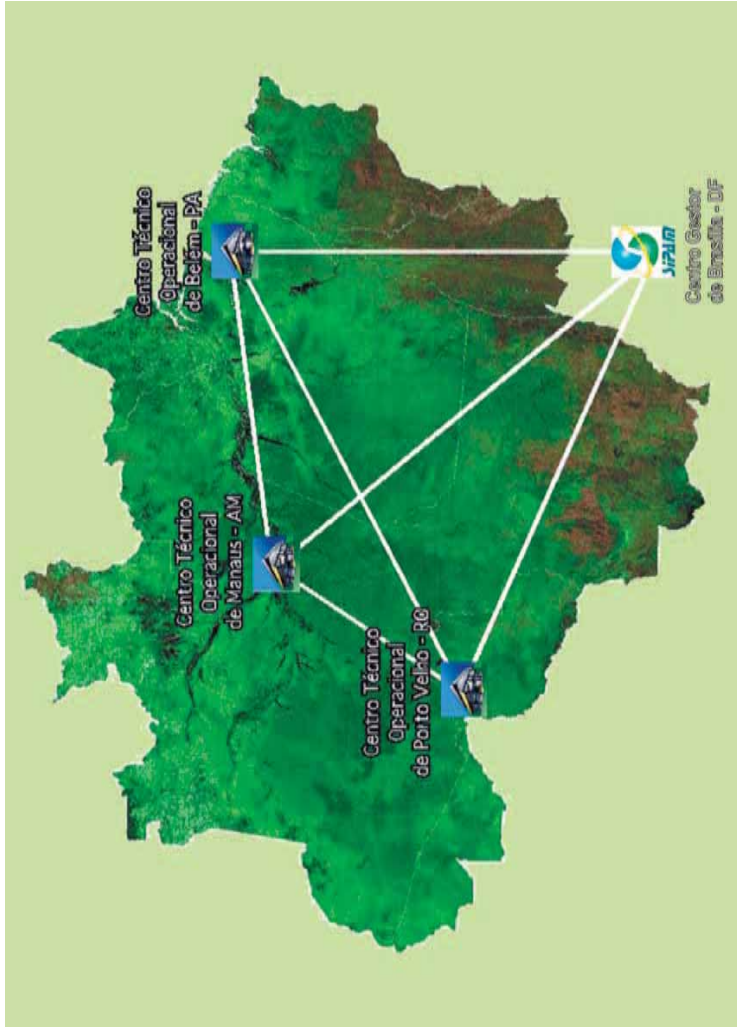 Centro Técnico
Operacional
de Belém - PA
Centro Técnico
Operacional
de Manaus - AM
Centro Técnico
Operacional
de Porto Velho - RO
SIPAM
Centro Gestor
de Brasília - DF